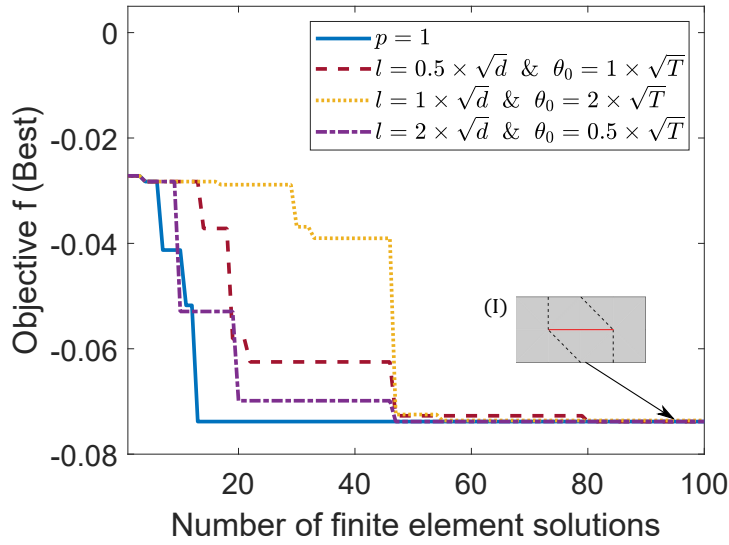 0
-0.02
-0.04
-0.06
-0.08
Objective f (Best)
p = 1
l = 0.5 × √d & θ₀ = 1 × √T
l = 1 × √d & θ₀ = 2 × √T
l = 2 × √d & θ₀ = 0.5 × √T
(I)
20 40 60 80 100
Number of finite element solutions